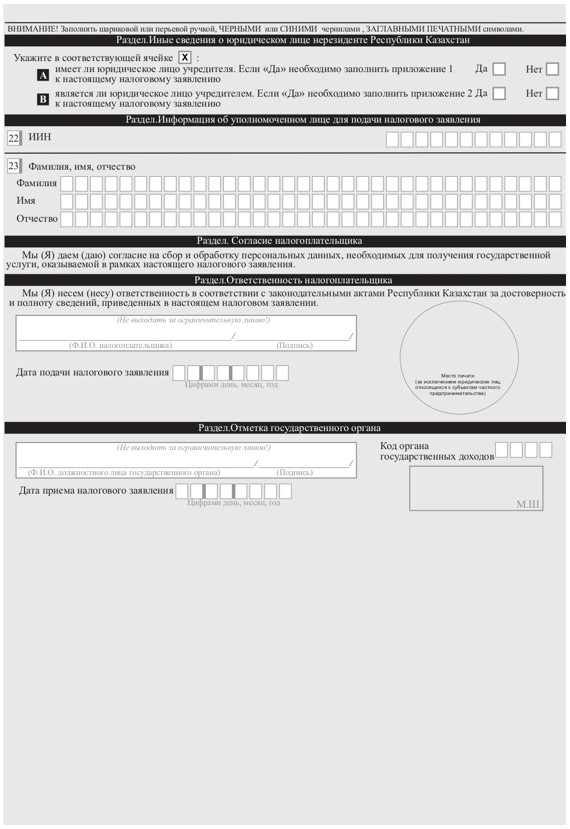 ВНИМАНИЕ! Заполнять шариковой или перьевой ручкой, ЧЕРНЫМИ или СИНИМИ чернилами , ЗАГЛАВНЫМИ ПЕЧАТНЫМИ символами.
Раздел.Иные сведения о юридическом лице нерезиденте Республики Казахстан
Укажите в соответствующей ячейке X :
A имеет ли юридическое лицо учредителя. Если «Да» необходимо заполнить приложение 1 Да Нет
к настоящему налоговому заявлению
B является ли юридическое лицо учредителем. Если «Да» необходимо заполнить приложение 2 Да Нет
к настоящему налоговому заявлению
Раздел.Информация об уполномоченном лице для подачи налогового заявления
22 ИИН
23 Фамилия, имя, отчество
Фамилия
Имя
Отчество
Раздел. Согласие налогоплательщика
Мы (Я) даем (даю) согласие на сбор и обработку персональных данных, необходимых для получения государственной
услуги, оказываемой в рамках настоящего налогового заявления.
Раздел.Ответственность налогоплательщика
Мы (Я) несем (несу) ответственность в соответствии с законодательными актами Республики Казахстан за достоверность
и полноту сведений, приведенных в настоящем налоговом заявлении.
(Не выходить за ограничительную линию!)
/ /
(Ф.И.О. налогоплательщика) (Подпись)
Дата подачи налогового заявления
Цифрами день, месяц, год
Место печати
(за исключением юридических лиц,
относящихся к субъектам частного
предпринимательства)
Раздел.Отметка государственного органа
(Не выходить за ограничительную линию!)
/ /
(Ф.И.О. должностного лица государственного органа) (Подпись)
Код органа
государственных доходов
Дата приема налогового заявления
Цифрами день, месяц, год
М.Ш.